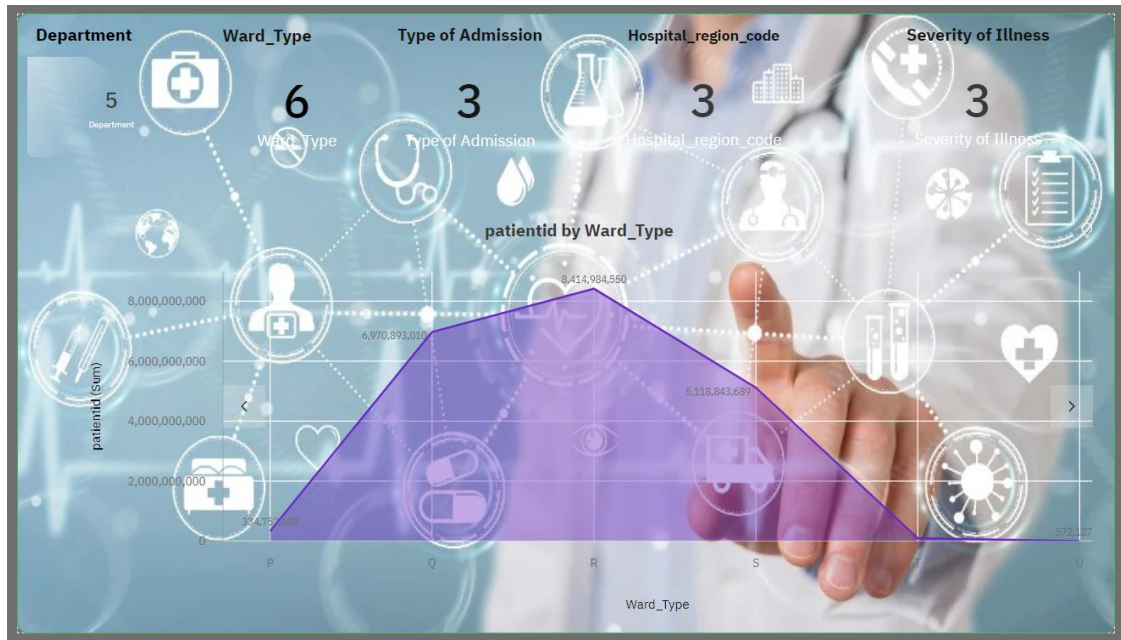 Department
Ward_Type
Type of Admission
Hospital_region_code
Severity of Illness
5
6
3
3
3
Department
Ward_Type
Type of Admission
Hospital_region_code
Severity of Illness
patientid by Ward_Type
8,414,984,550
8,000,000,000
6,970,893,010
6,000,000,000
5,118,843,689
patientid (Sum)
4,000,000,000
2,000,000,000
572,127
0
P
Q
R
S
T
U
Ward_Type